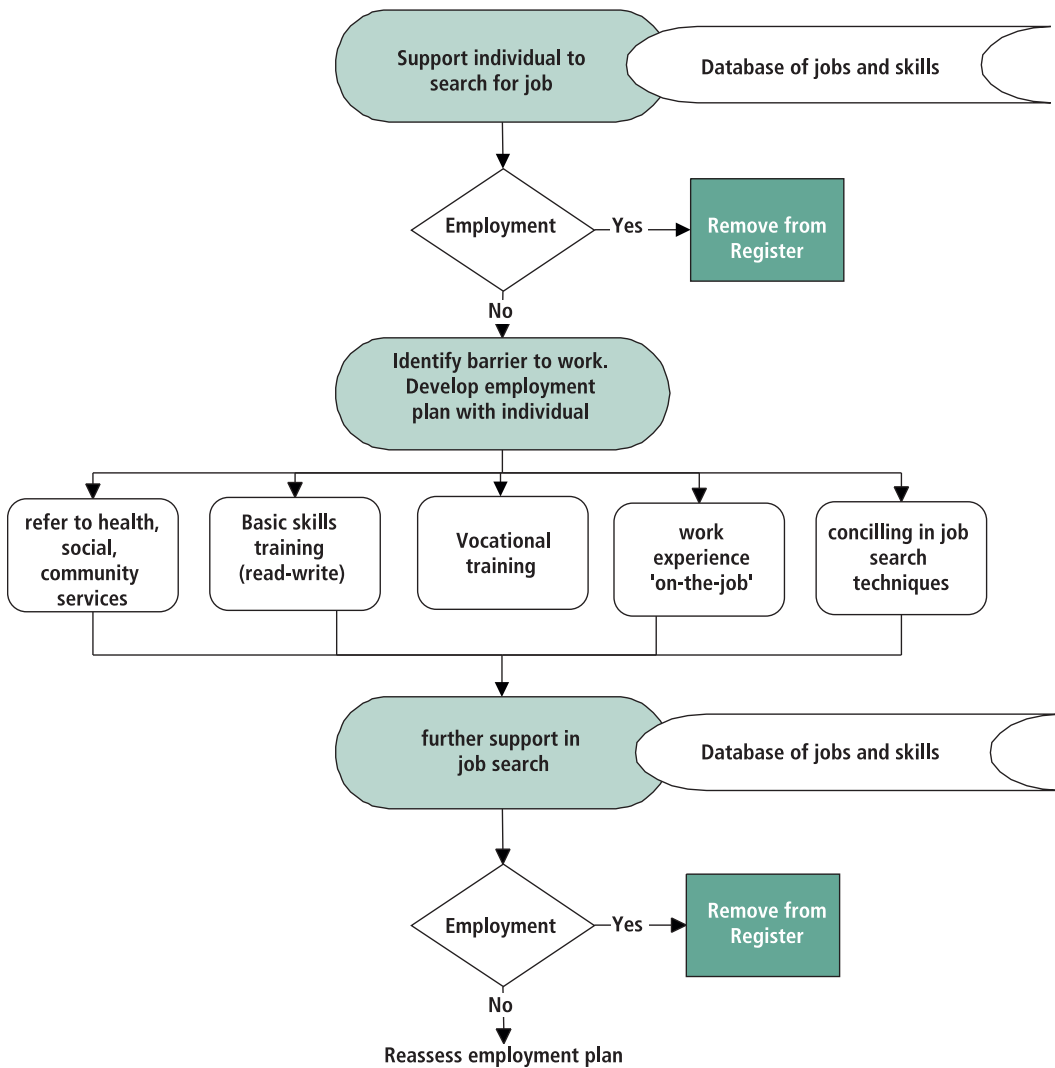 Support individual to
search for job
Database of jobs and skills
Employment
Yes
Remove from
Register
No
Identify barrier to work.
Develop employment
plan with individual
refer to health,
social,
community
services
Basic skills
training
(read-write)
Vocational
training
work
experience
'on-the-job'
concilling in job
search
techniques
further support in
job search
Database of jobs and skills
Employment
Yes
Remove from
Register
No
Reassess employment plan